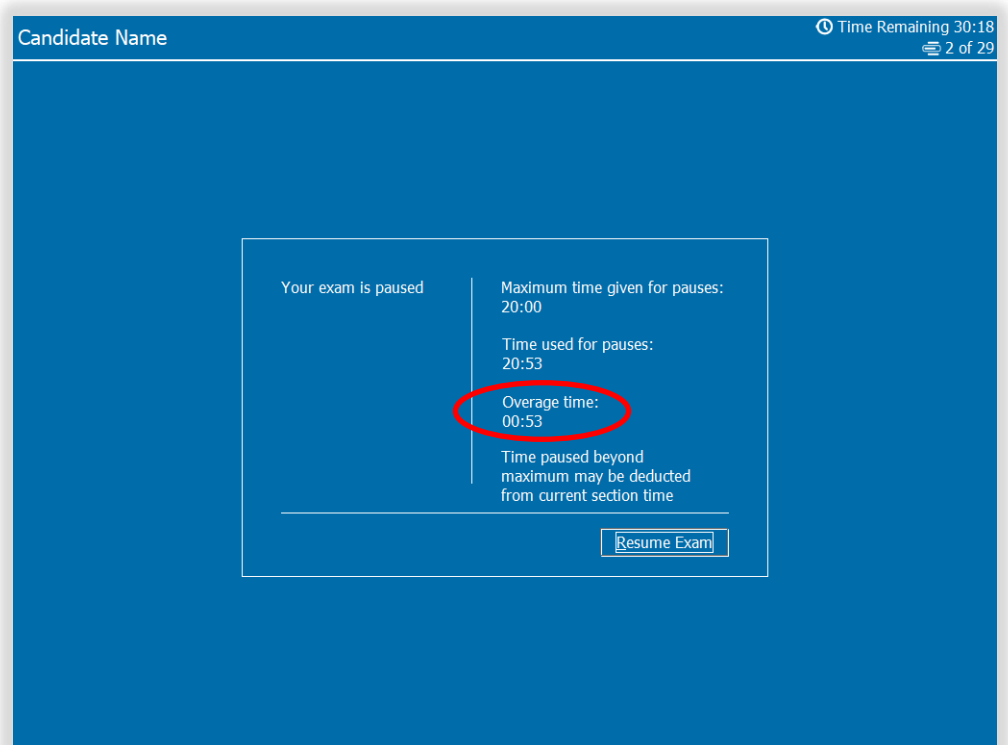 Candidate Name
Time Remaining 30:18
2 of 29
Your exam is paused
Maximum time given for pauses:
20:00
Time used for pauses:
20:53
Overage time:
00:53
Time paused beyond
maximum may be deducted
from current section time
Resume Exam